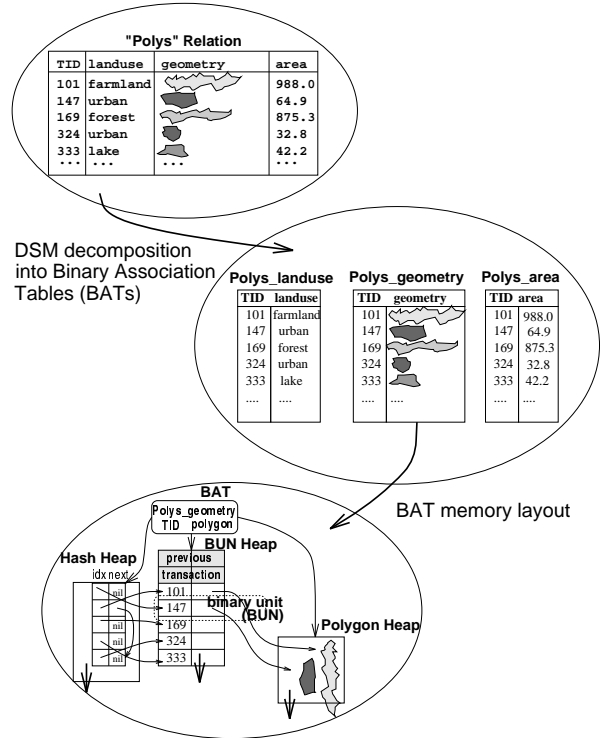 "Polys" Relation
TID landuse geometry area
101 farmland 988.0
147 urban 64.9
169 forest 875.3
324 urban 32.8
333 lake 42.2
... ... ... ...
DSM decomposition
into Binary Association
Tables (BATs)
Polys_landuse
TID landuse
101 farmland
147 urban
169 forest
324 urban
333 lake
.... ....
Polys_geometry
TID geometry
101
147
169
324
333
.... ....
Polys_area
TID area
101 988.0
147 64.9
169 875.3
324 32.8
333 42.2
.... ....
BAT memory layout
BAT
Polys_geometry
TID polygon
Hash Heap
idx next
nil
nil
nil
nil
BUN Heap
previous
transaction
101
147
169
324
333
binary unit
(BUN)
Polygon Heap